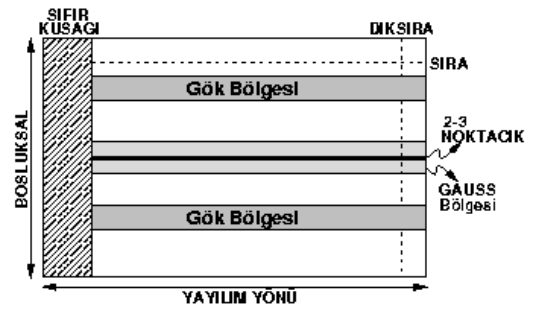 SIFIR
KUSAGI
DIKSIRA
SIRA
Gök Bölgesi
2-3
NOKTACIK
BOSLUKSAL
GAUSS
Bölgesi
Gök Bölgesi
YAYILIM YÖNÜ